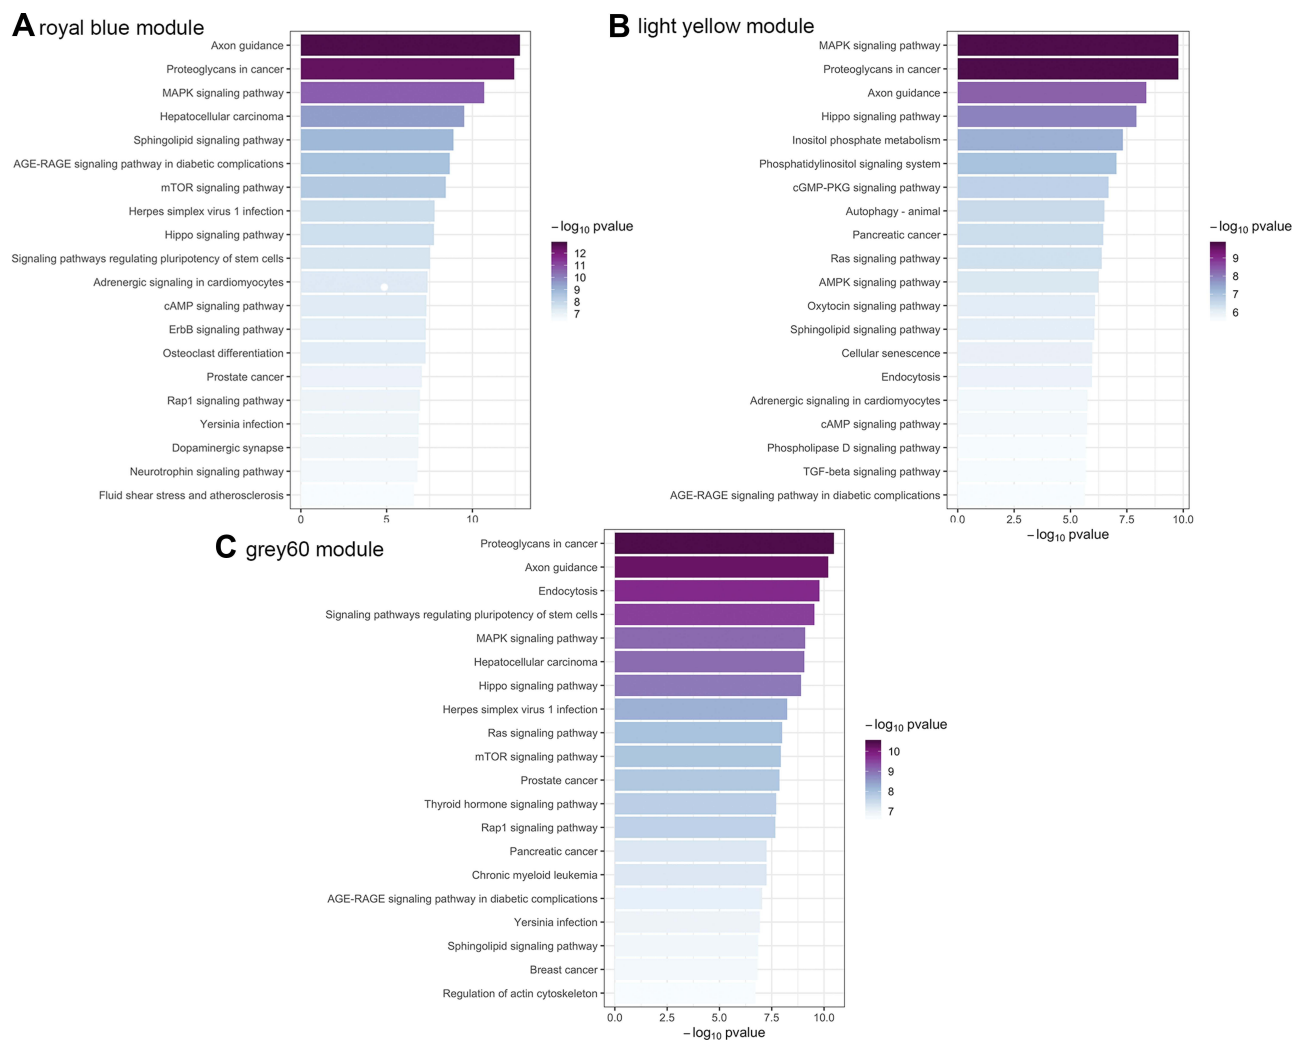 A royal blue module
Axon guidance
Proteoglycans in cancer
MAPK signaling pathway
Hepatocellular carcinoma
Sphingolipid signaling pathway
AGE-RAGE signaling pathway in diabetic complications
mTOR signaling pathway
Herpes simplex virus 1 infection
Hippo signaling pathway
Signaling pathways regulating pluripotency of stem cells
Adrenergic signaling in cardiomyocytes
cAMP signaling pathway
ErbB signaling pathway
Osteoclast differentiation
Prostate cancer
Rap1 signaling pathway
Yersinia infection
Dopaminergic synapse
Neurotrophin signaling pathway
Fluid shear stress and atherosclerosis
0 5 10
−log10 pvalue
12
11
10
9
8
7
B light yellow module
MAPK signaling pathway
Proteoglycans in cancer
Axon guidance
Hippo signaling pathway
Inositol phosphate metabolism
Phosphatidylinositol signaling system
cGMP-PKG signaling pathway
Autophagy - animal
Pancreatic cancer
Ras signaling pathway
AMPK signaling pathway
Oxytocin signaling pathway
Sphingolipid signaling pathway
Cellular senescence
Endocytosis
Adrenergic signaling in cardiomyocytes
cAMP signaling pathway
Phospholipase D signaling pathway
TGF-beta signaling pathway
AGE-RAGE signaling pathway in diabetic complications
0.0 2.5 5.0 7.5 10.0
−log10 pvalue
−log10 pvalue
9
8
7
6
C grey60 module
Proteoglycans in cancer
Axon guidance
Endocytosis
Signaling pathways regulating pluripotency of stem cells
MAPK signaling pathway
Hepatocellular carcinoma
Hippo signaling pathway
Herpes simplex virus 1 infection
Ras signaling pathway
mTOR signaling pathway
Prostate cancer
Thyroid hormone signaling pathway
Rap1 signaling pathway
Pancreatic cancer
Chronic myeloid leukemia
AGE-RAGE signaling pathway in diabetic complications
Yersinia infection
Sphingolipid signaling pathway
Breast cancer
Regulation of actin cytoskeleton
0.0 2.5 5.0 7.5 10.0
−log10 pvalue
−log10 pvalue
10
9
8
7